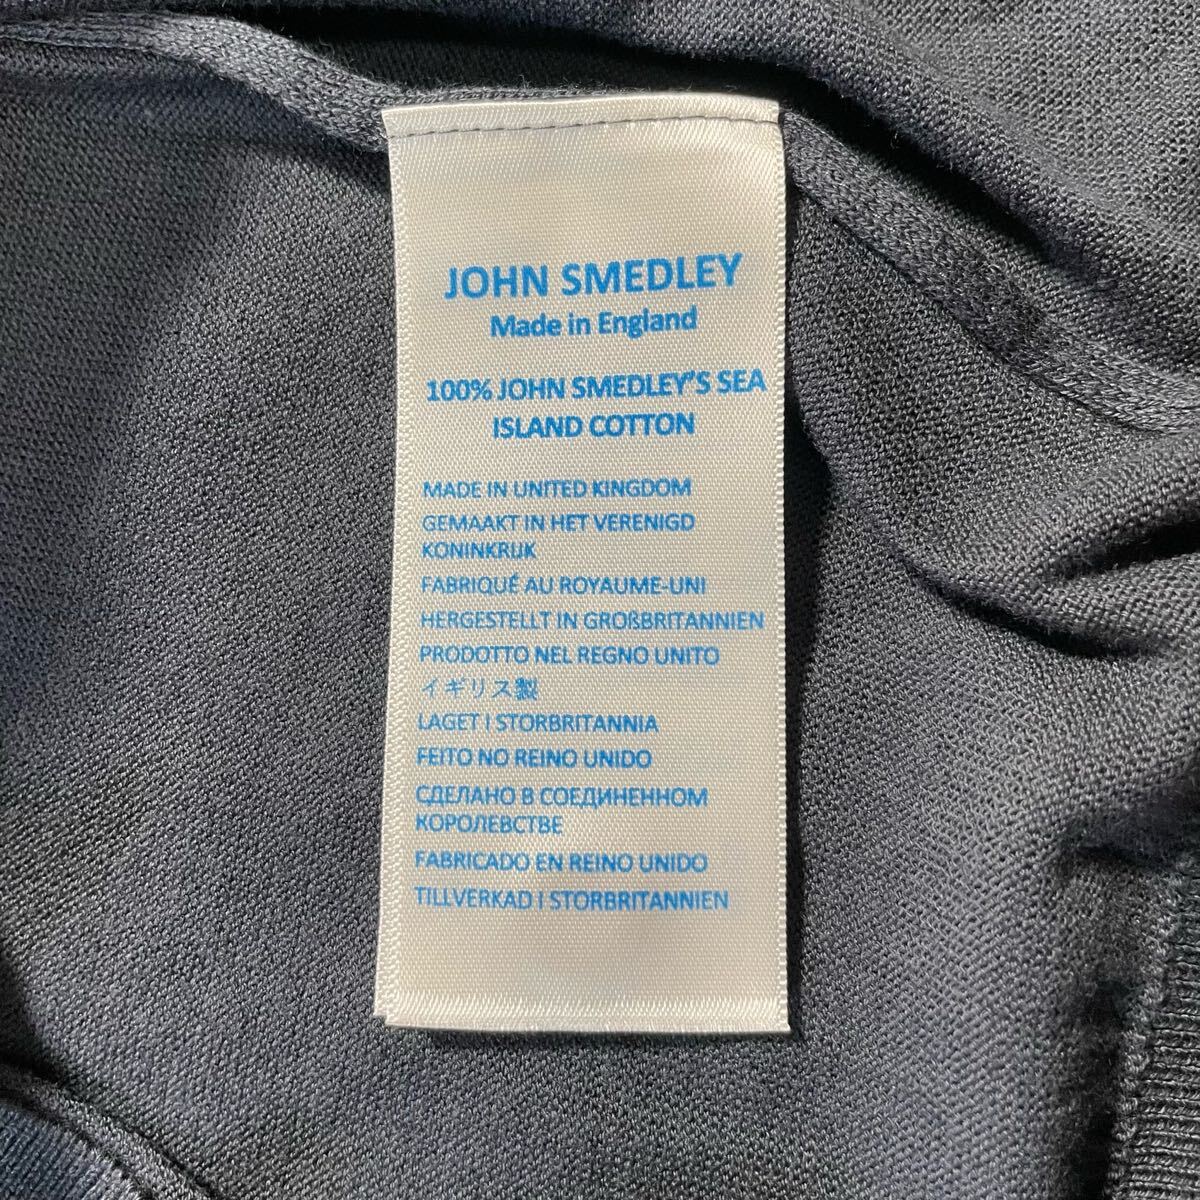 JOHN SMEDLEY
Made in England
100% JOHN SMEDLEY'S SEA
ISLAND COTTON
MADE IN UNITED KINGDOM
GEMAAKT IN HET VERENIGD
KONINKRIJK
FABRIQUÉ AU ROYAUME-UNI
HERGESTELLT IN GROßBRITANNIEN
PRODOTTO NEL REGNO UNITO
イギリス製
LAGET I STORBRITANNIA
FEITO NO REINO UNIDO
СДЕЛАНО В СОЕДИНЕННОМ
КОРОЛЕВСТВЕ
FABRICADO EN REINO UNIDO
TILLVERKAD I STORBRITANNIEN